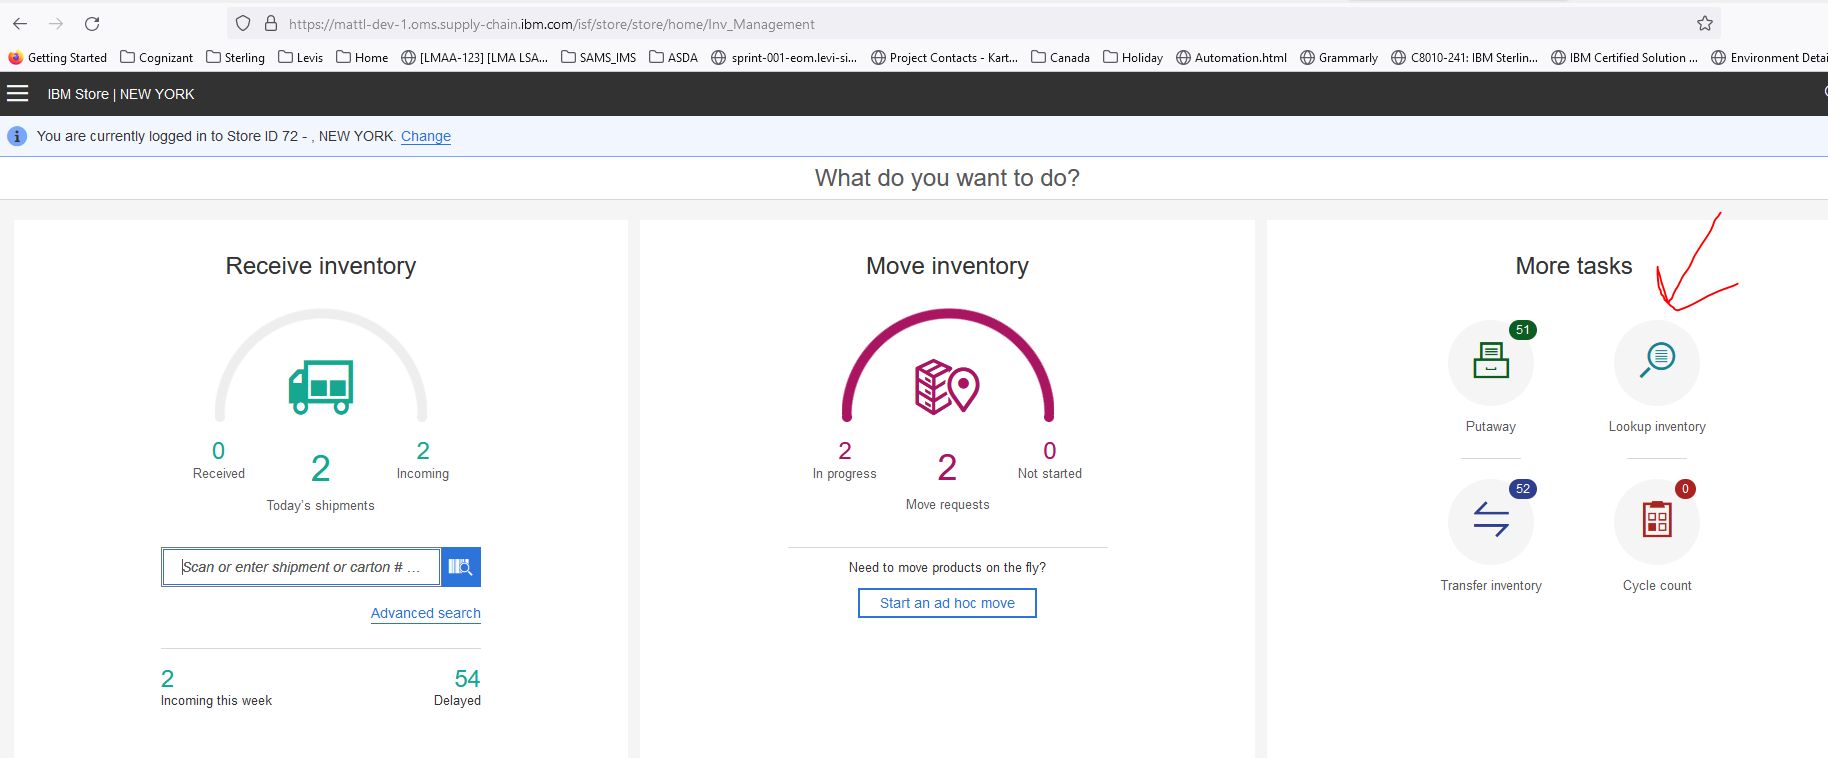 https://mattl-dev-1.oms.supply-chain.ibm.com/isf/store/store/home/Inv_Management
Getting Started Cognizant Sterling Levis Home [LMAA-123] [LMA LSA... SAMS_IMS ASDA sprint-001-eom.levi-si... Project Contacts - Kart... Canada Holiday Automation.html Grammarly C8010-241: IBM Sterlin... IBM Certified Solution ... Environment Detai
IBM Store | NEW YORK
You are currently logged in to Store ID 72 - , NEW YORK. Change
What do you want to do?
Receive inventory
0
Received
2
2
Incoming
Today's shipments
Scan or enter shipment or carton # ...
Advanced search
2
Incoming this week
54
Delayed
Move inventory
2
In progress
2
0
Not started
Move requests
Need to move products on the fly?
Start an ad hoc move
More tasks
51
Putaway
Lookup inventory
52
Transfer inventory
0
Cycle count